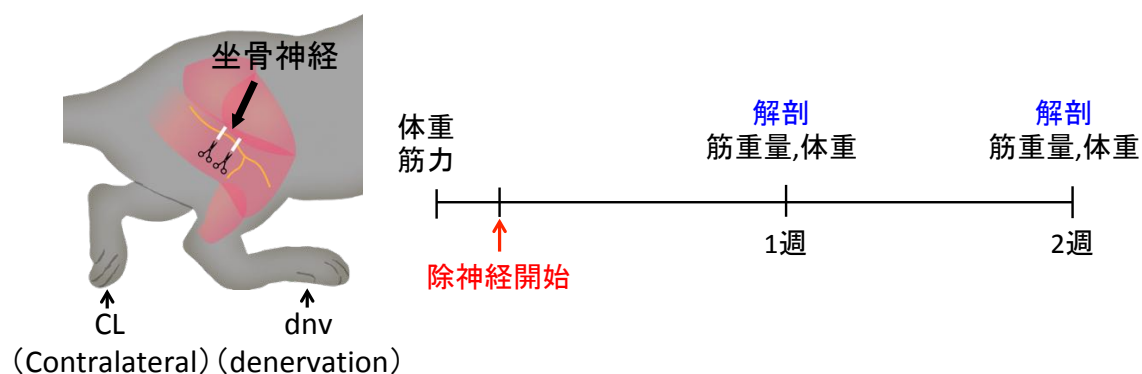 坐骨神経
CL
(Contralateral)
dnv
(denervation)
体重
筋力
除神経開始
解剖
筋重量,体重
1週
解剖
筋重量,体重
2週